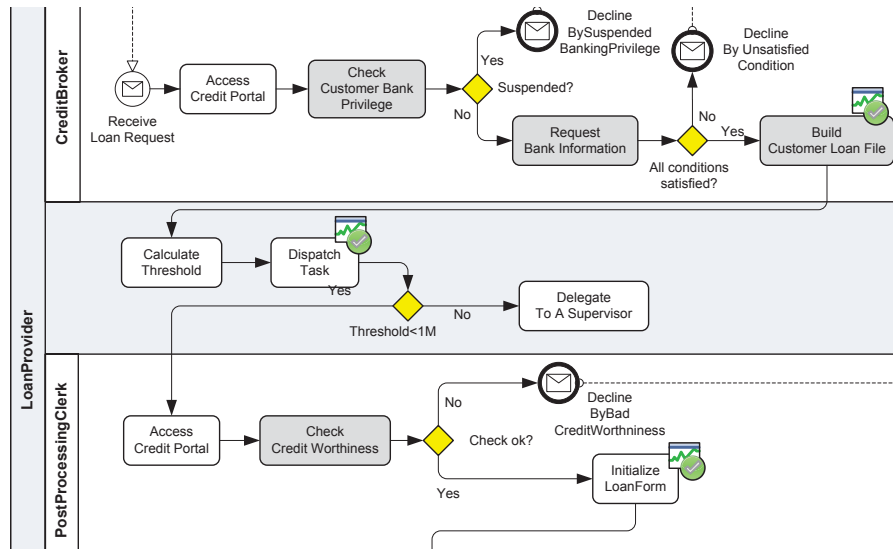 LoanProvider
CreditBroker
Receive
Loan Request
Access
Credit Portal
Check
Customer Bank
Privilege
Yes
Suspended?
No
Decline
BySuspended
BankingPrivilege
Request
Bank Information
Decline
By Unsatisfied
Condition
No
Yes
All conditions
satisfied?
Build
Customer Loan File
Calculate
Threshold
Dispatch
Task
Yes
Threshold<1M
No
Delegate
To A Supervisor
PostProcessingClerk
Access
Credit Portal
Check
Credit Worthiness
No
Check ok?
Yes
Decline
ByBad
CreditWorthniness
Initialize
LoanForm